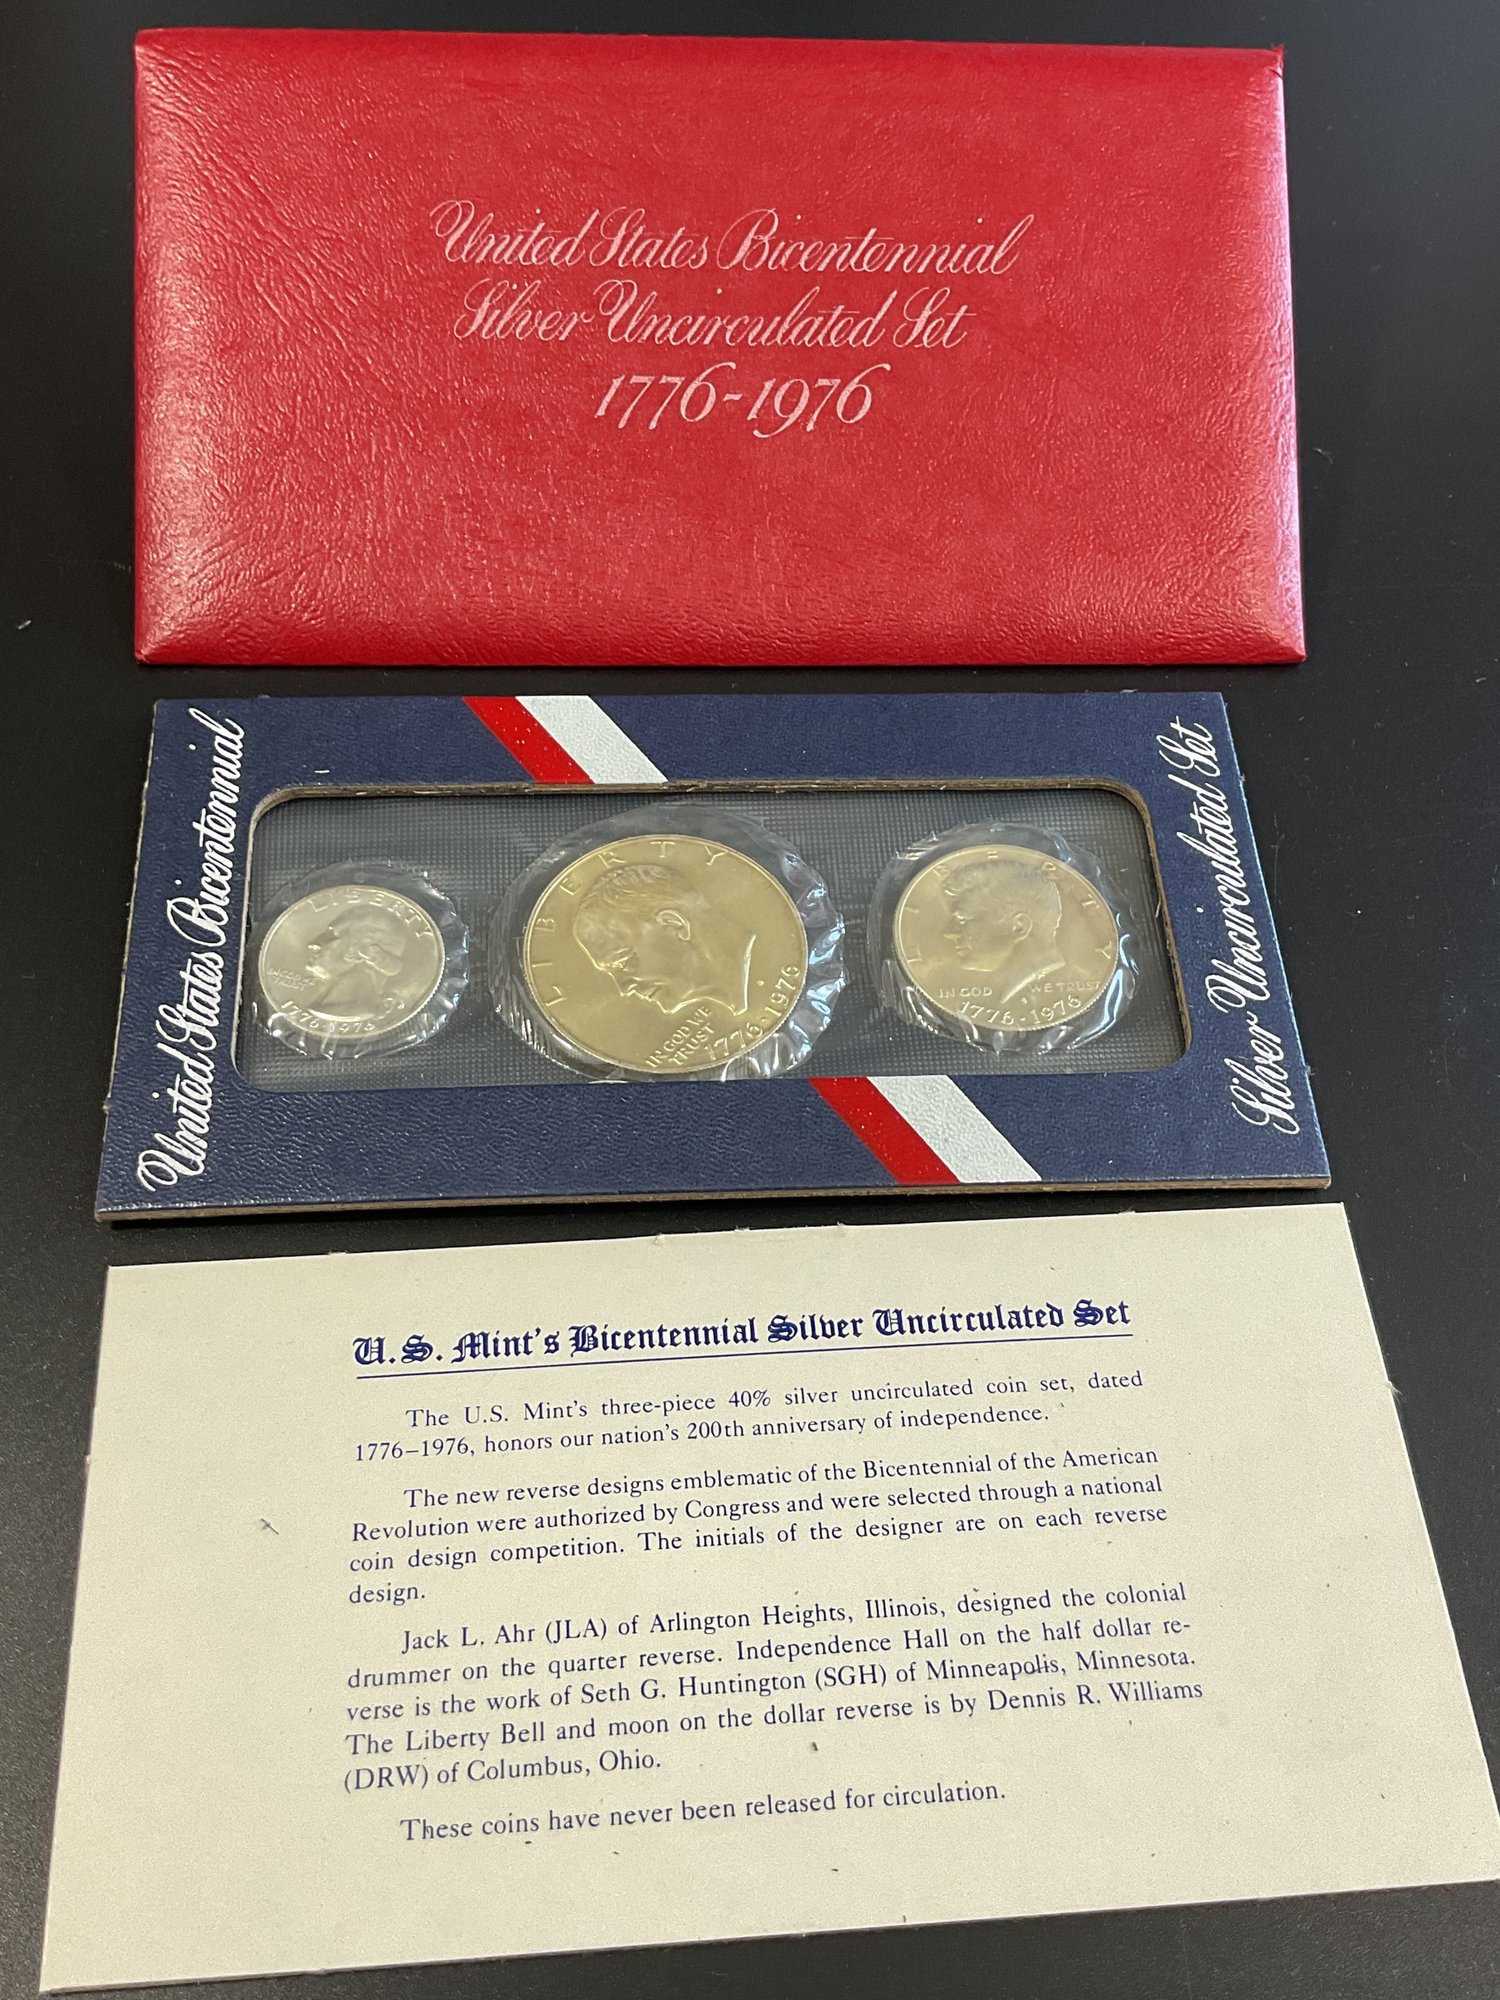 United States Bicentennial
Silver Uncirculated Set
1776-1976
United States Bicentennial
LIBERTY
IN GOD WE
TRUST
1776-1976
LIBERTY
IN GOD WE
TRUST
1776·1976
LIBERTY
IN GOD WE TRUST
1776·1976
Silver Uncirculated Set
U.S. Mint's Bicentennial Silver Uncirculated Set
The U.S. Mint's three-piece 40% silver uncirculated coin set, dated
1776–1976, honors our nation's 200th anniversary of independence.
The new reverse designs emblematic of the Bicentennial of the American
Revolution were authorized by Congress and were selected through a national
coin design competition. The initials of the designer are on each reverse
design.
Jack L. Ahr (JLA) of Arlington Heights, Illinois, designed the colonial
drummer on the quarter reverse. Independence Hall on the half dollar re-
verse is the work of Seth G. Huntington (SGH) of Minneapolis, Minnesota.
The Liberty Bell and moon on the dollar reverse is by Dennis R. Williams
(DRW) of Columbus, Ohio.
These coins have never been released for circulation.